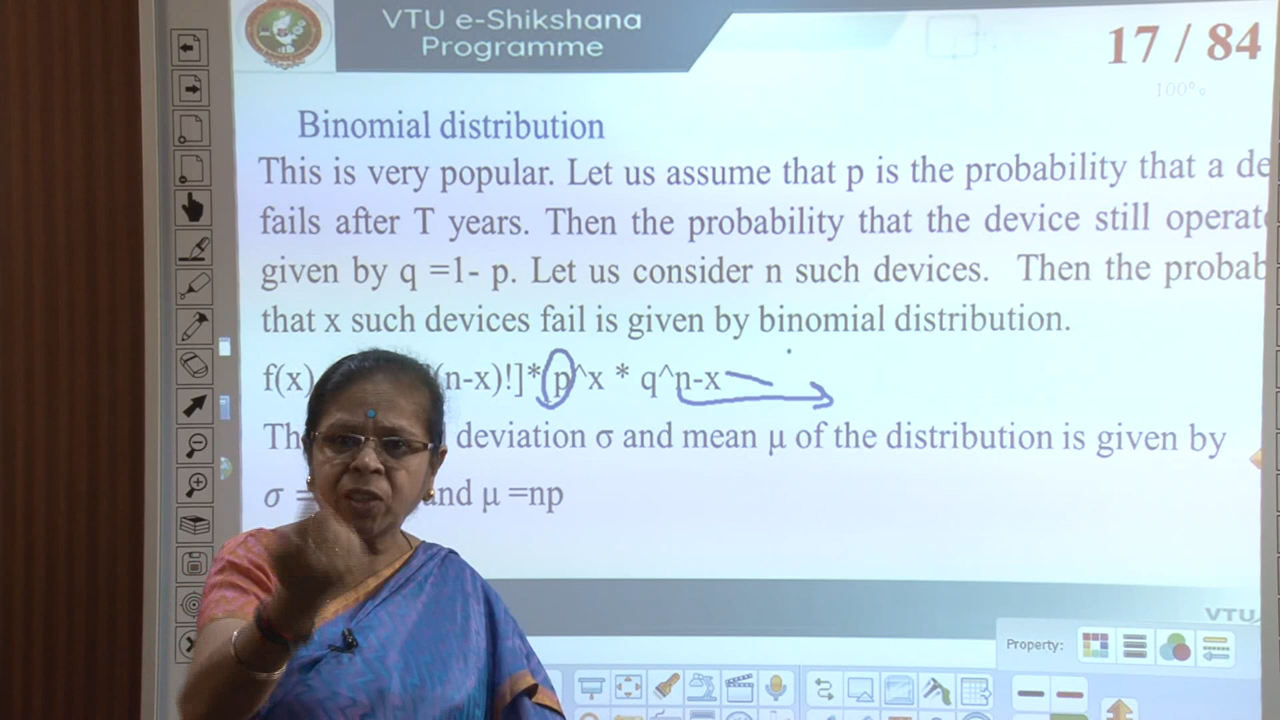 VTU e-Shikshana
Programme
17 / 84
100%
Binomial distribution
This is very popular. Let us assume that p is the probability that a de
fails after T years. Then the probability that the device still operat
given by q =1- p. Let us consider n such devices. Then the probab
that x such devices fail is given by binomial distribution.
f(x) (n-x)!]* p^x * q^n-x
Th deviation σ and mean μ of the distribution is given by
σ = and μ =np
VTU
Property: